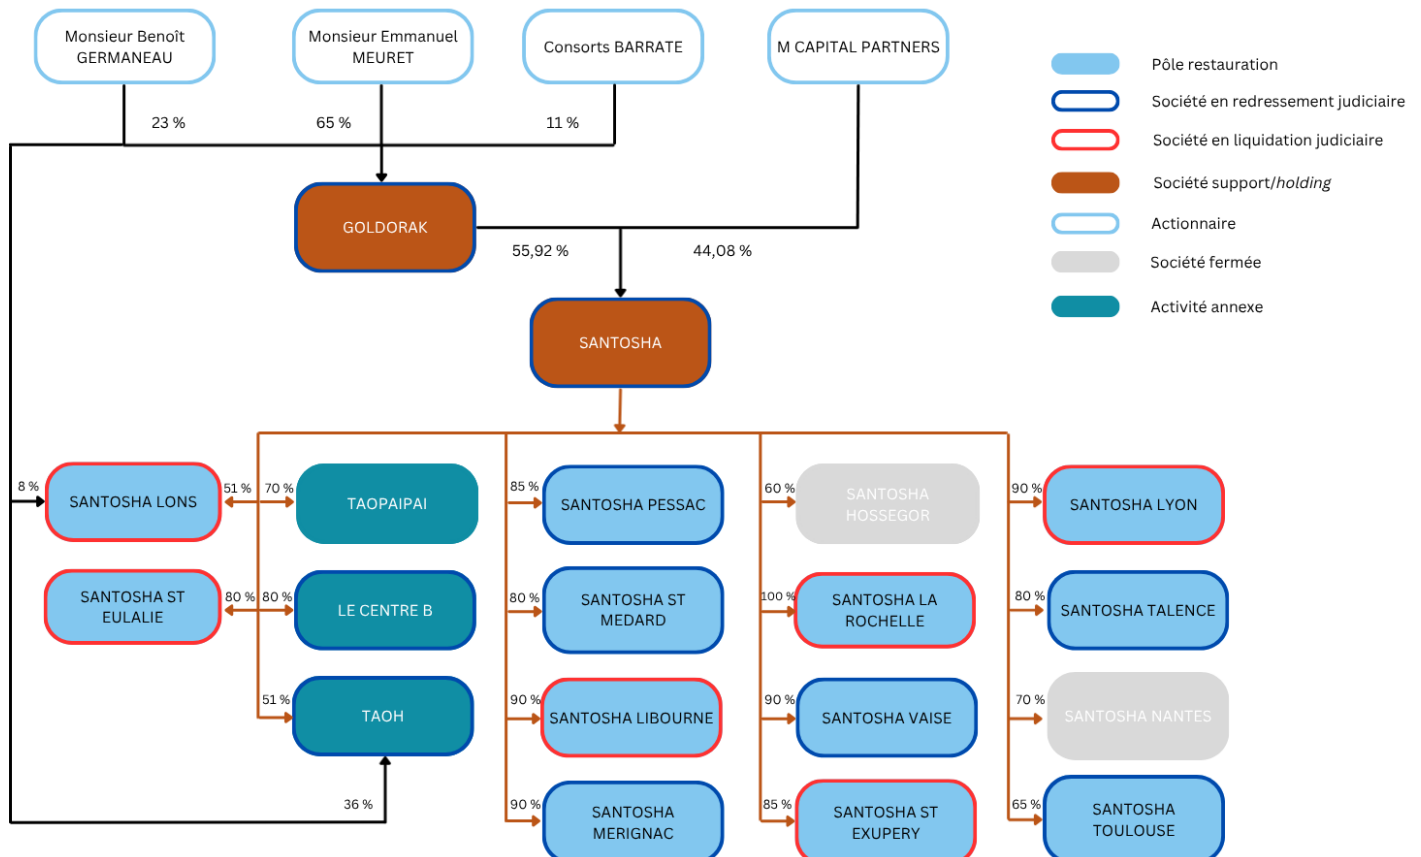 Monsieur Benoît
GERMANEAU
Monsieur Emmanuel
MEURET
Consorts BARRATE
M CAPITAL PARTNERS
23 %
65 %
11 %
GOLDORAK
55,92 %
44,08 %
SANTOSHA
Pôle restauration
Société en redressement judiciaire
Société en liquidation judiciaire
Société support/holding
Actionnaire
Société fermée
Activité annexe
8 %
SANTOSHA LONS
51 %
70 %
TAOPAIPAI
85 %
SANTOSHA PESSAC
60 %
SANTOSHA
HOSSEGOR
90 %
SANTOSHA LYON
SANTOSHA ST
EULALIE
80 %
80 %
LE CENTRE B
80 %
SANTOSHA ST
MEDARD
100 %
SANTOSHA LA
ROCHELLE
80 %
SANTOSHA TALENCE
51 %
TAOH
90 %
SANTOSHA LIBOURNE
90 %
SANTOSHA VAISE
70 %
SANTOSHA NANTES
36 %
90 %
SANTOSHA
MERIGNAC
85 %
SANTOSHA ST
EXUPERY
65 %
SANTOSHA
TOULOUSE